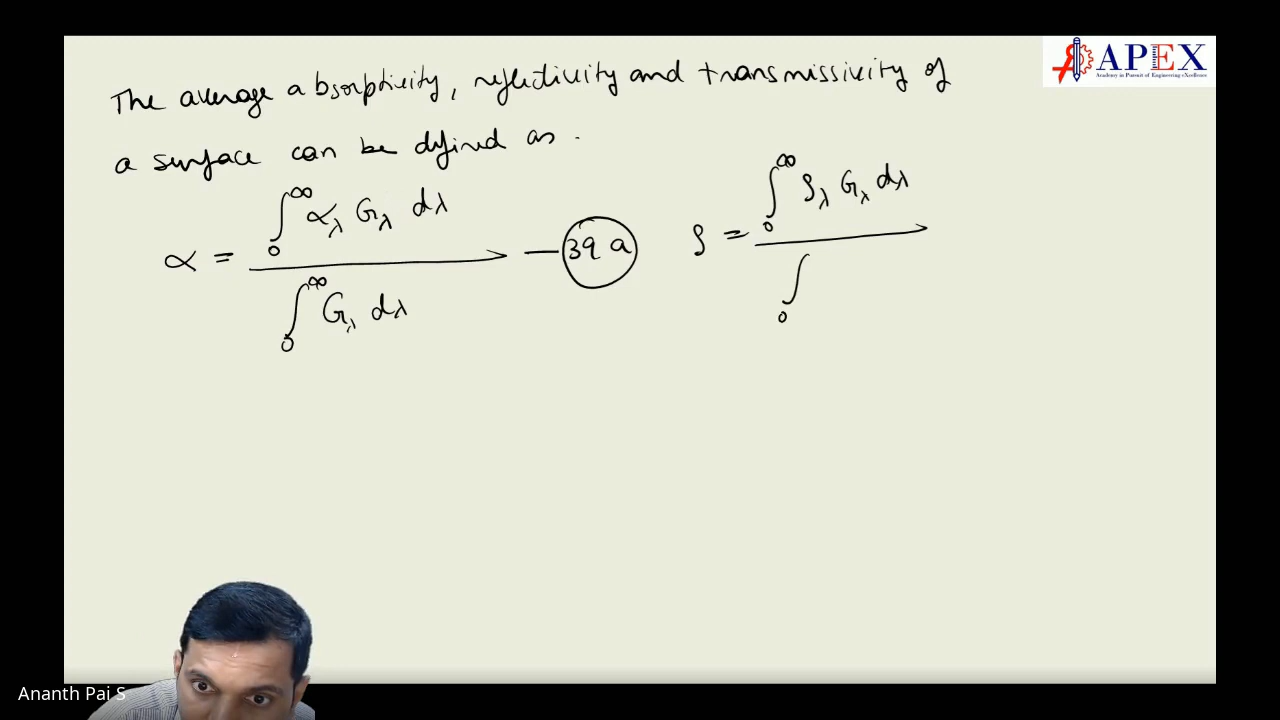 APEX
Academy in Pursuit of Engineering eXcellence
The average absorptivity, reflectivity and transmissivity of
a surface can be defined as .
α = ∫₀^∞ α_λ G_λ dλ / ∫₀^∞ G_λ dλ — 39 a
ρ = ∫₀^∞ ρ_λ G_λ dλ / ∫₀
Ananth Pai S